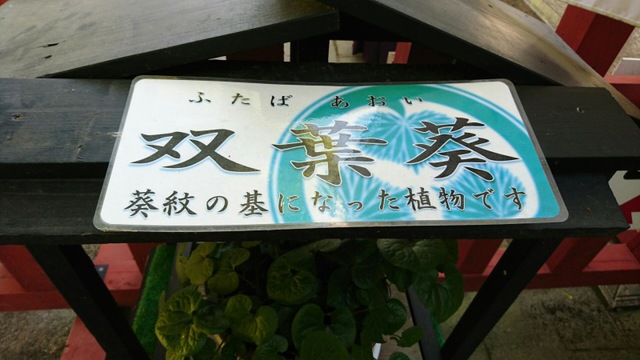 ふたば あおい
双葉葵
葵紋の基になった植物です